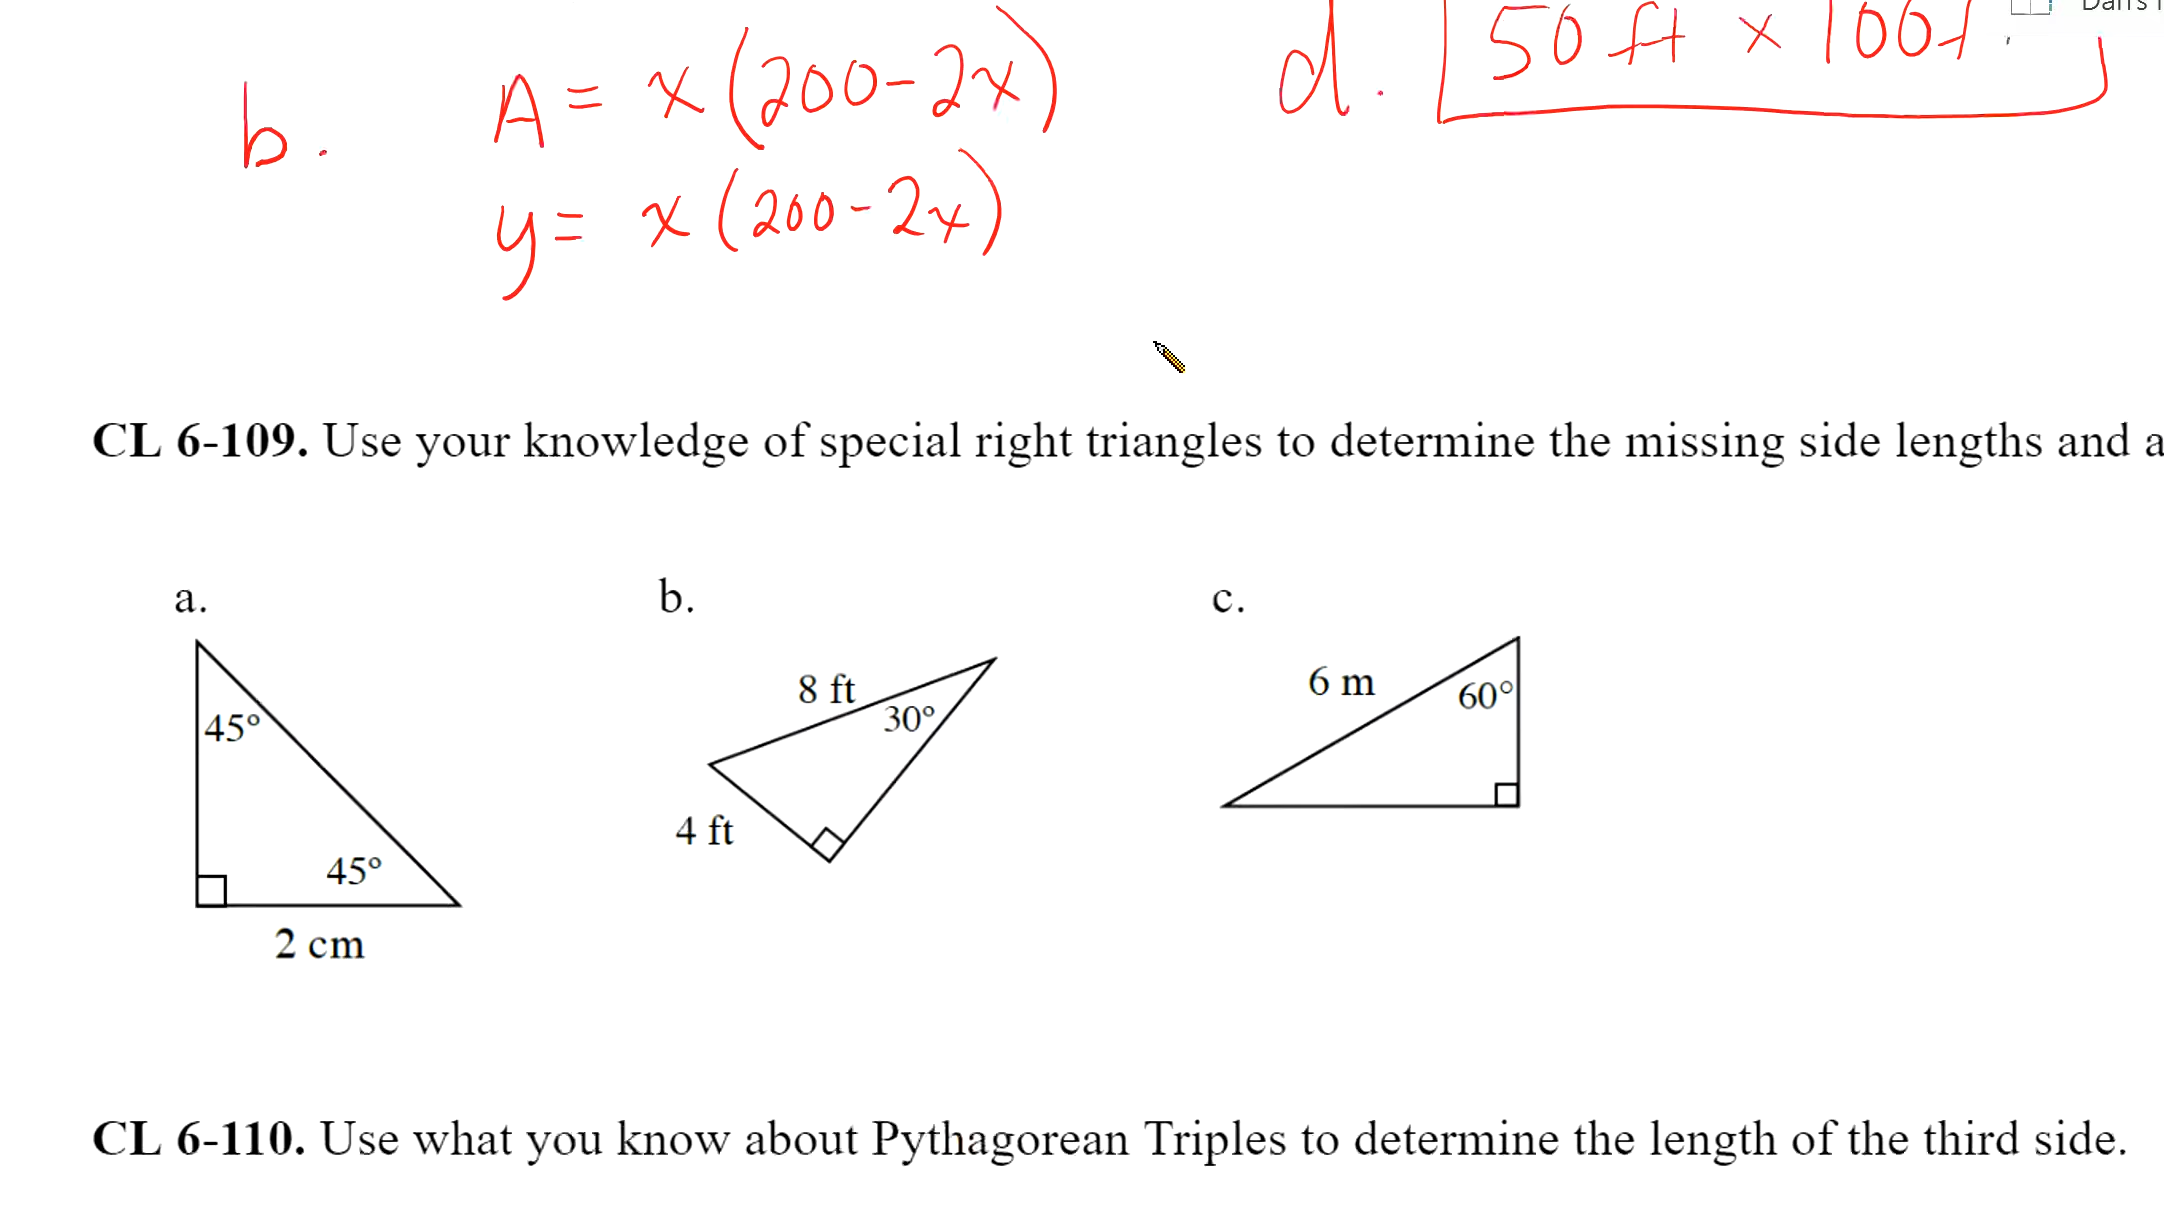 b.
A = x(200-2x)
y = x(200-2x)
d. 50 ft x 100f
Dan's
CL 6-109. Use your knowledge of special right triangles to determine the missing side lengths and a
a.
b.
c.
45°
45°
2 cm
8 ft
30°
4 ft
6 m
60°
CL 6-110. Use what you know about Pythagorean Triples to determine the length of the third side.